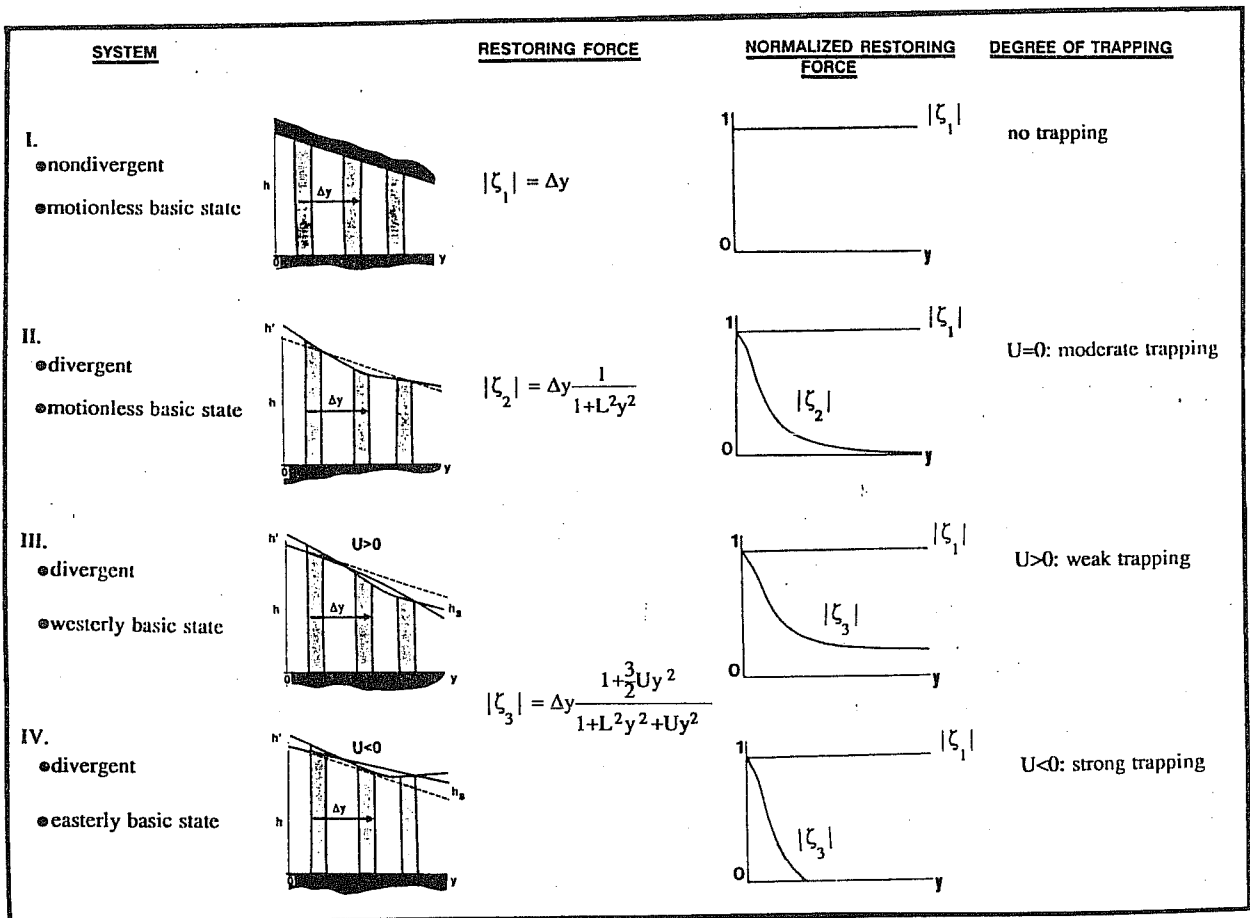 SYSTEM
RESTORING FORCE
NORMALIZED RESTORING
FORCE
DEGREE OF TRAPPING
I.
•nondivergent
•motionless basic state
h
Δy
0
y
|ζ₁| = Δy
1
|ζ₁|
0
y
no trapping
II.
•divergent
•motionless basic state
h'
h
Δy
0
y
|ζ₂| = Δy 1/(1+L²y²)
1
|ζ₁|
|ζ₂|
0
y
U=0: moderate trapping
III.
•divergent
•westerly basic state
h'
U>0
h
Δy
hₛ
0
y
1
|ζ₁|
|ζ₃|
0
y
U>0: weak trapping
|ζ₃| = Δy (1+3/2Uy²)/(1+L²y²+Uy²)
IV.
•divergent
•easterly basic state
h'
U<0
h
Δy
hₛ
0
y
1
|ζ₁|
|ζ₃|
0
y
U<0: strong trapping